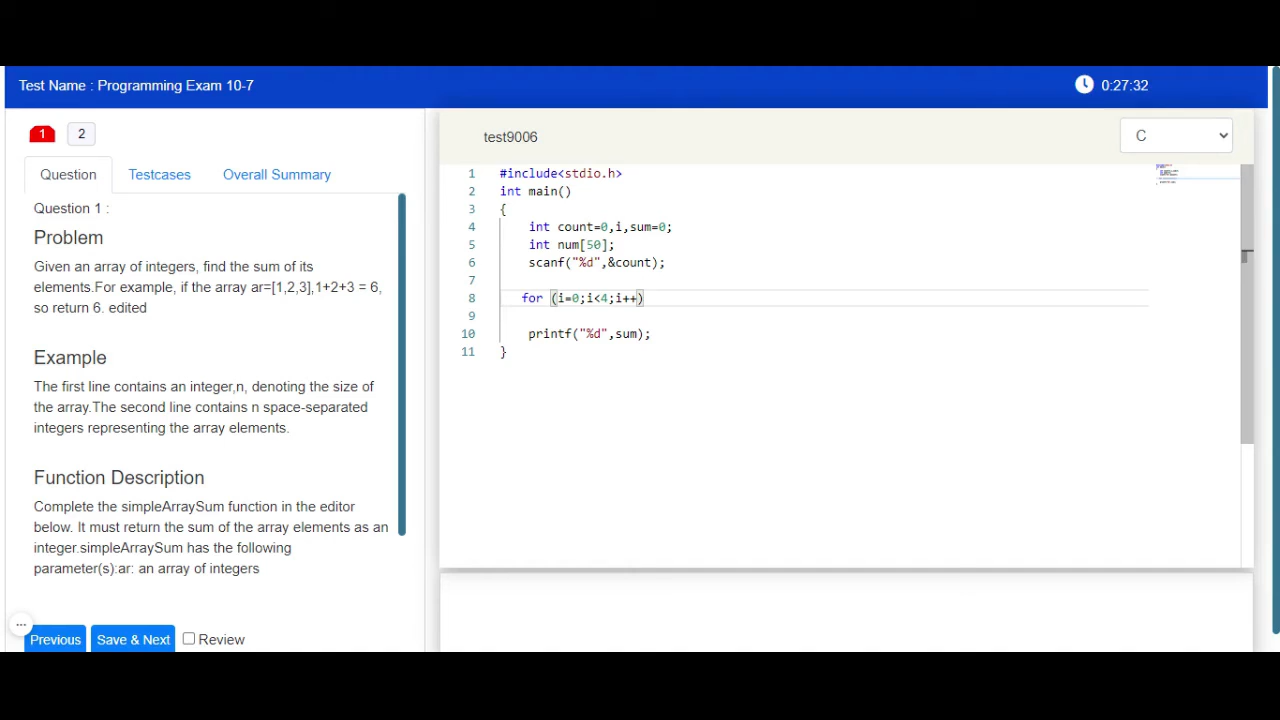 Test Name : Programming Exam 10-7
0:27:32
1
2
Question
Testcases
Overall Summary
Question 1 :
Problem
Given an array of integers, find the sum of its
elements.For example, if the array ar=[1,2,3],1+2+3 = 6,
so return 6. edited
Example
The first line contains an integer,n, denoting the size of
the array.The second line contains n space-separated
integers representing the array elements.
Function Description
Complete the simpleArraySum function in the editor
below. It must return the sum of the array elements as an
integer.simpleArraySum has the following
parameter(s):ar: an array of integers
...
Previous
Save & Next
Review
test9006
C
1 #include<stdio.h>
2 int main()
3 {
4 int count=0,i,sum=0;
5 int num[50];
6 scanf("%d",&count);
7
8 for (i=0;i<4;i++)
9
10 printf("%d",sum);
11 }